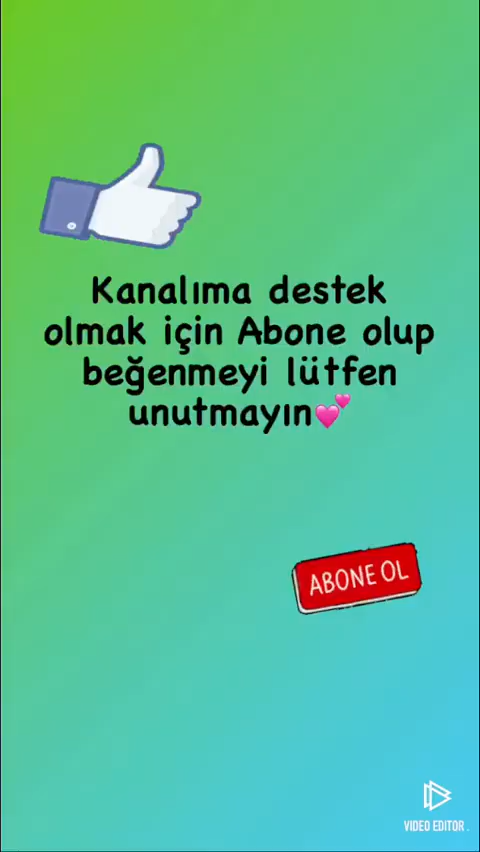 Kanalıma destek
olmak için Abone olup
beğenmeyi lütfen
unutmayın💕
ABONE OL
VIDEO EDITOR.